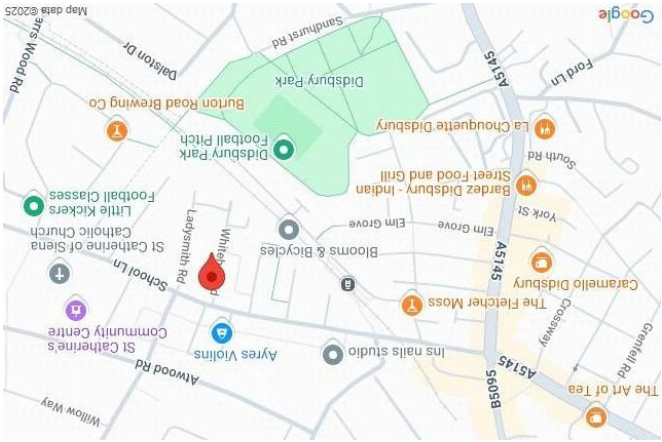 Willow Way
The Art of Tea
Grenfell Rd
A5145
B5095
Atwood Rd
Crossway
Ins nails studio
Ayres Violins
St Catherine's
Community Centre
The Fletcher Moss
School Ln
Caramello Didsbury
A5145
Blooms & Bicycles
Ladysmith Rd
St Catherine of Siena
Catholic Church
Elm Grove
Elm Grove
York St
Little Kickers
Football Classes
Bardez Didsbury - Indian
Street Food and Grill
South Rd
Didsbury Park
Football Pitch
La Chouquette Didsbury
Burton Road Brewing Co
Didsbury Park
Ford Ln
A5145
Dalston Dr
Sandhurst Rd
ars Wood Rd
Google
Map data ©2025